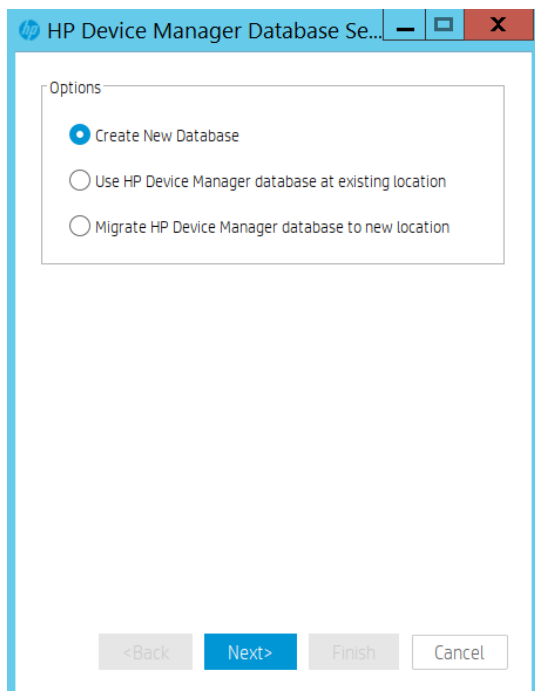 HP Device Manager Database Se...
Options
Create New Database
Use HP Device Manager database at existing location
Migrate HP Device Manager database to new location
<Back Next> Finish Cancel